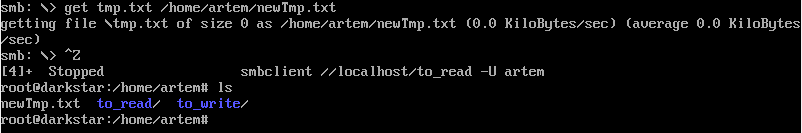 smb: \> get tmp.txt /home/artem/newTmp.txt
getting file \tmp.txt of size 0 as /home/artem/newTmp.txt (0.0 KiloBytes/sec) (average 0.0 KiloBytes
/sec)
smb: \> ^Z
[4]+  Stopped                 smbclient //localhost/to_read -U artem
root@darkstar:/home/artem# ls
newTmp.txt  to_read/  to_write/
root@darkstar:/home/artem#